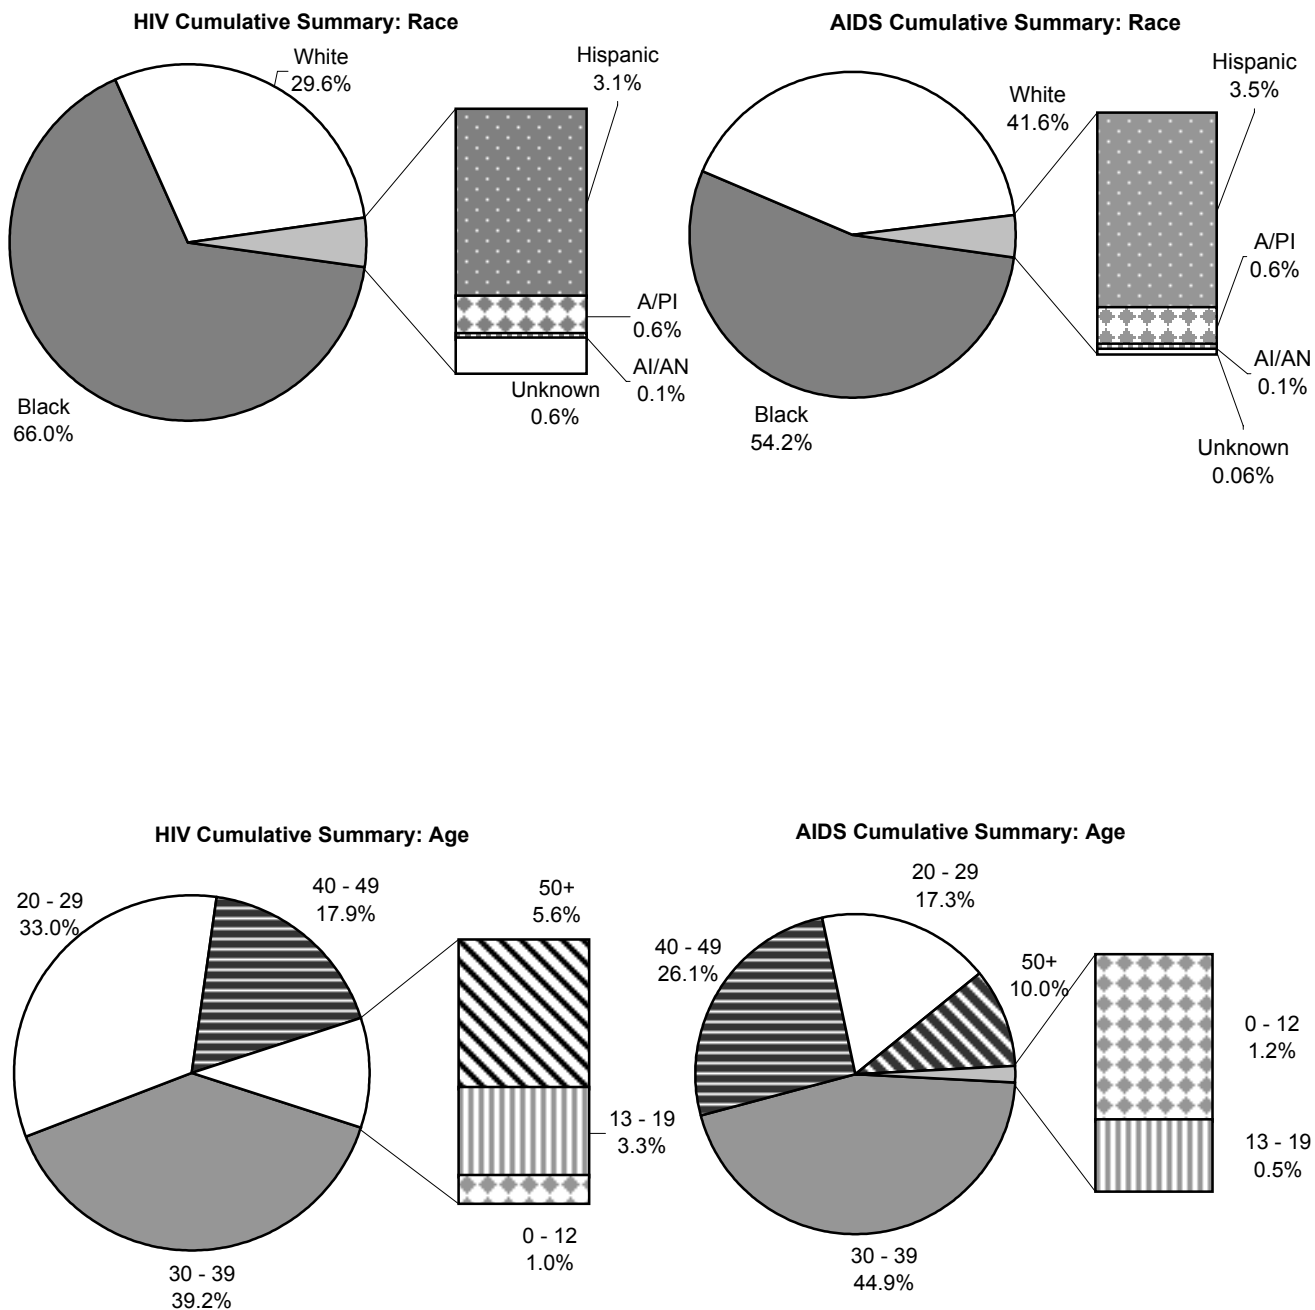 HIV Cumulative Summary: Race
White
29.6%
Hispanic
3.1%
A/PI
0.6%
AI/AN
0.1%
Unknown
0.6%
Black
66.0%
AIDS Cumulative Summary: Race
White
41.6%
Hispanic
3.5%
A/PI
0.6%
AI/AN
0.1%
Unknown
0.06%
Black
54.2%
HIV Cumulative Summary: Age
20 - 29
33.0%
40 - 49
17.9%
50+
5.6%
13 - 19
3.3%
0 - 12
1.0%
30 - 39
39.2%
AIDS Cumulative Summary: Age
20 - 29
17.3%
40 - 49
26.1%
50+
10.0%
0 - 12
1.2%
13 - 19
0.5%
30 - 39
44.9%